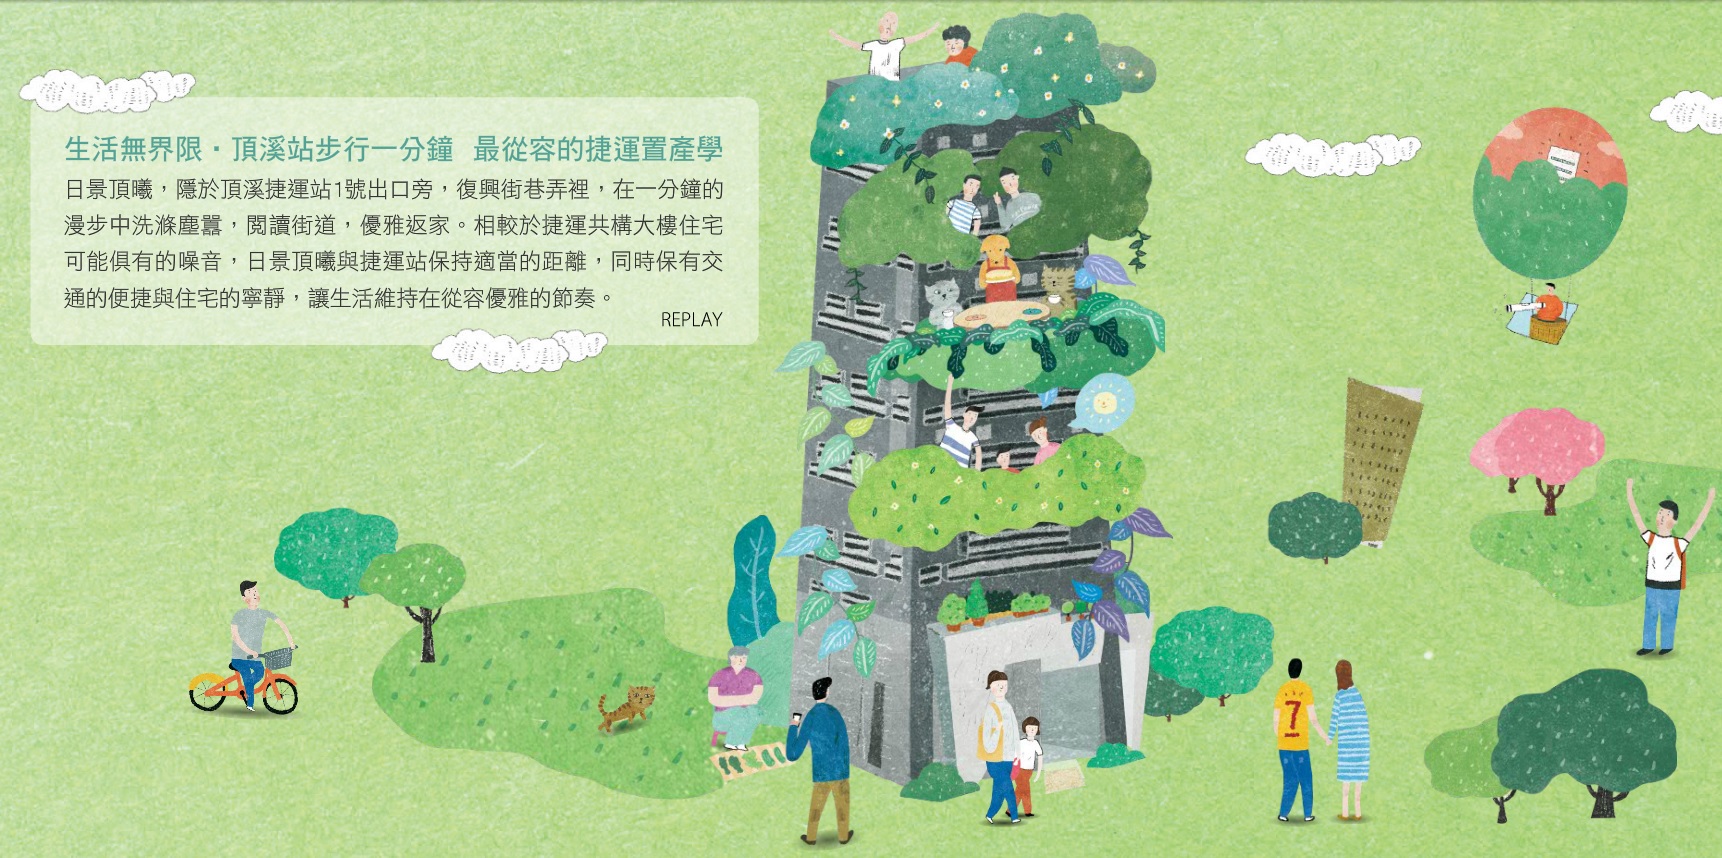 生活無界限・頂溪站步行一分鐘 最從容的捷運置產學
日景頂曦，隱於頂溪捷運站1號出口旁，復興街巷弄裡，在一分鐘的
漫步中洗滌塵囂，閱讀街道，優雅返家。相較於捷運共構大樓住宅
可能俱有的噪音，日景頂曦與捷運站保持適當的距離，同時保有交
通的便捷與住宅的寧靜，讓生活維持在從容優雅的節奏。
REPLAY
7